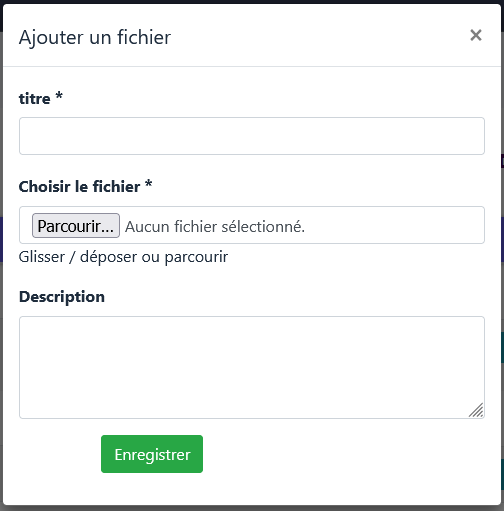 Ajouter un fichier ×
titre *
Choisir le fichier *
Parcourir... Aucun fichier sélectionné.
Glisser / déposer ou parcourir
Description
Enregistrer